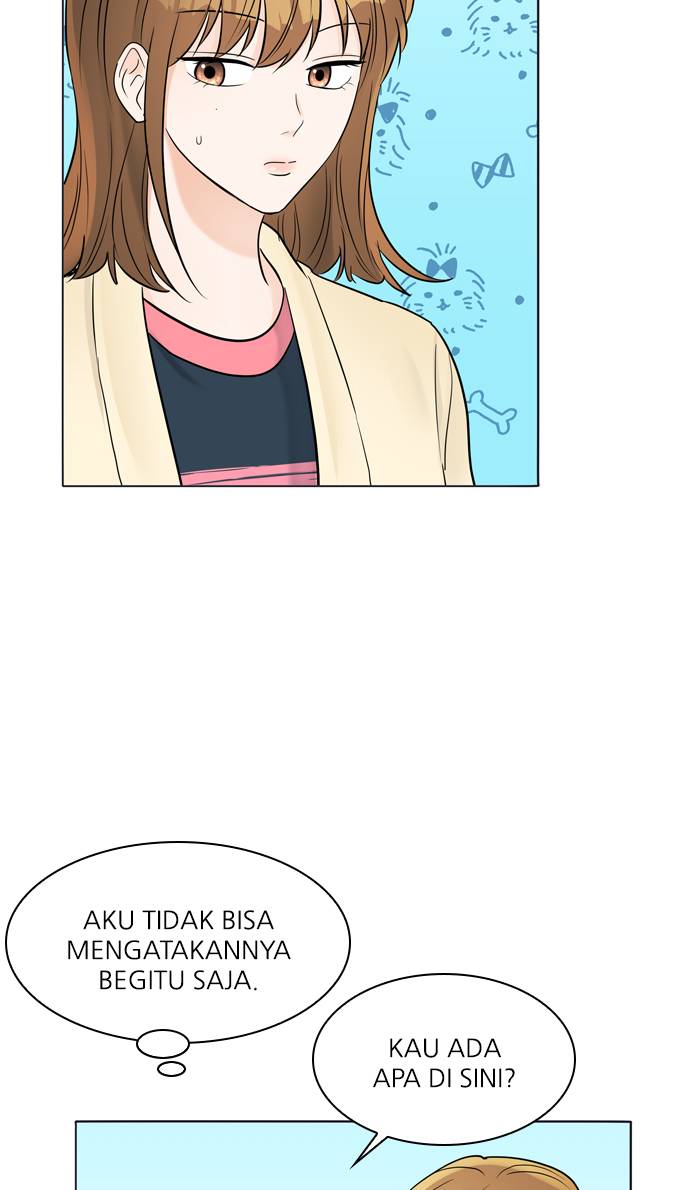 AKU TIDAK BISA
MENGATAKANNYA
BEGITU SAJA.
KAU ADA
APA DI SINI?